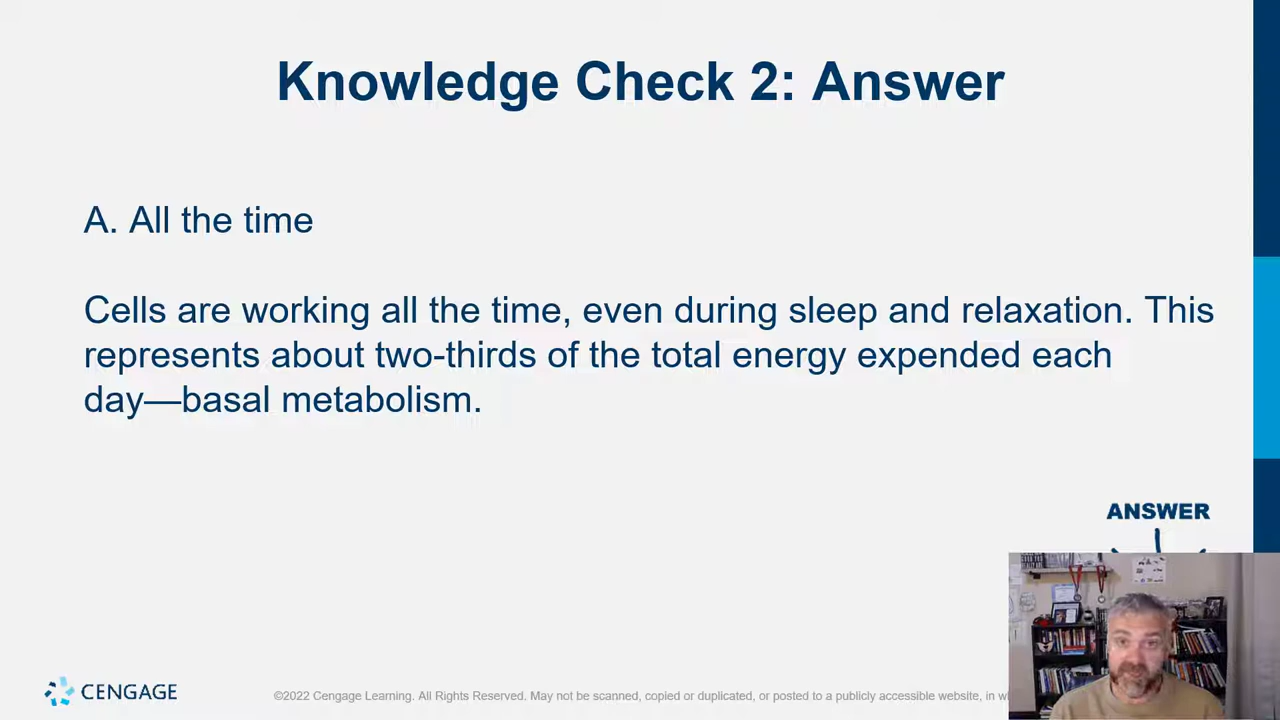 Knowledge Check 2: Answer
A. All the time
Cells are working all the time, even during sleep and relaxation. This
represents about two-thirds of the total energy expended each
day—basal metabolism.
ANSWER
CENGAGE
©2022 Cengage Learning. All Rights Reserved. May not be scanned, copied or duplicated, or posted to a publicly accessible website, in